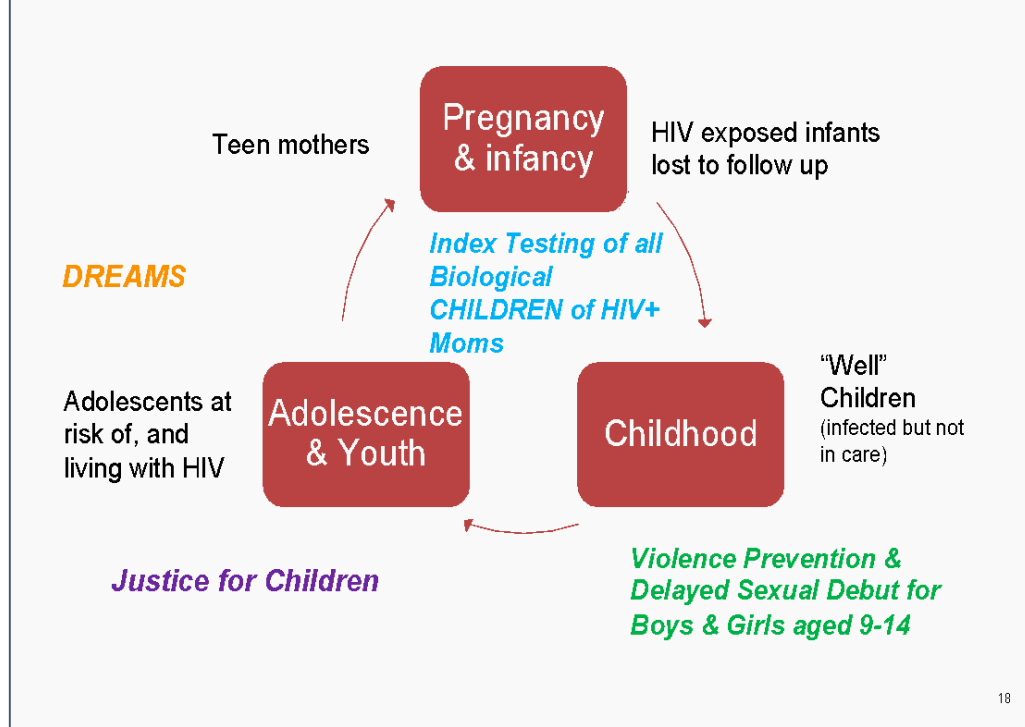 Pregnancy
& infancy
Teen mothers
HIV exposed infants
lost to follow up
Index Testing of all
Biological
CHILDREN of HIV+
Moms
DREAMS
“Well”
Children
(infected but not
in care)
Adolescents at
risk of, and
living with HIV
Adolescence
& Youth
Childhood
Violence Prevention &
Delayed Sexual Debut for
Boys & Girls aged 9-14
Justice for Children
18